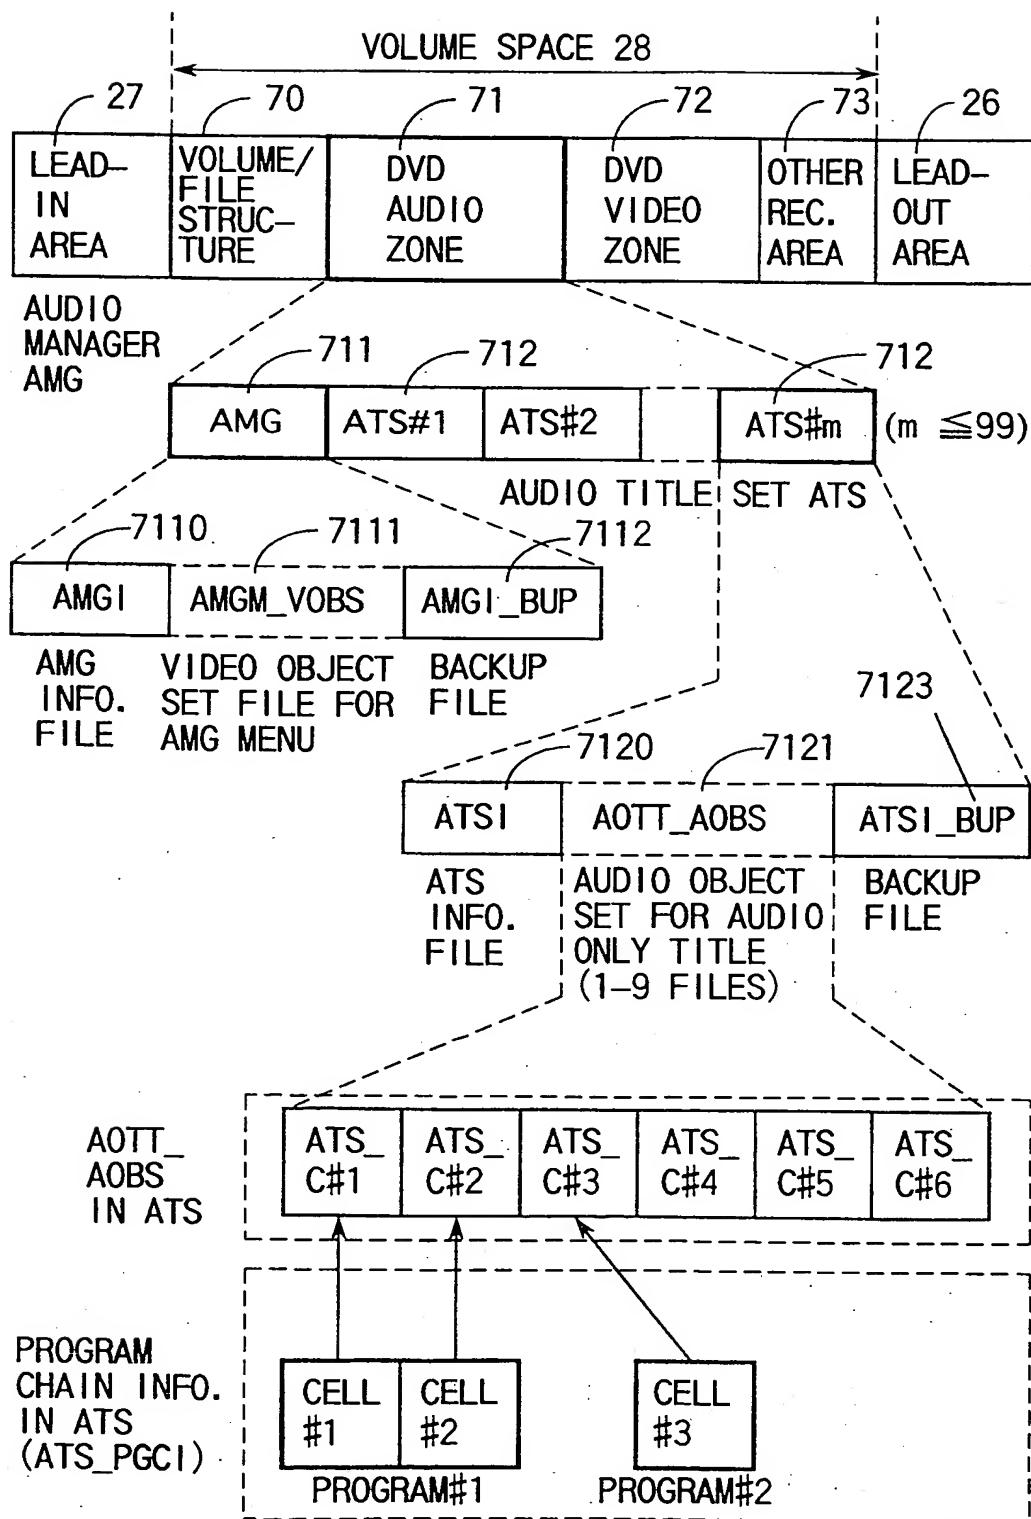 VOLUME SPACE 28
27
70
71
72
73
26
LEAD-
IN
AREA
VOLUME/
FILE
STRUC-
TURE
DVD
AUDIO
ZONE
DVD
VIDEO
ZONE
OTHER
REC.
AREA
LEAD-
OUT
AREA
AUDIO
MANAGER
AMG
711
712
712
AMG
ATS#1
ATS#2
ATS#m
(m ≦99)
AUDIO TITLE SET ATS
7110
7111
7112
AMGI
AMGM_VOBS
AMGI_BUP
AMG
INFO.
FILE
VIDEO OBJECT
SET FILE FOR
AMG MENU
BACKUP
FILE
7120
7121
7123
ATSI
AOTT_AOBS
ATSI_BUP
ATS
INFO.
FILE
AUDIO OBJECT
SET FOR AUDIO
ONLY TITLE
(1-9 FILES)
BACKUP
FILE
AOTT_
AOBS
IN ATS
ATS_
C#1
ATS_
C#2
ATS_
C#3
ATS_
C#4
ATS_
C#5
ATS_
C#6
PROGRAM
CHAIN INFO.
IN ATS
(ATS_PGCI)
CELL
#1
CELL
#2
CELL
#3
PROGRAM#1
PROGRAM#2